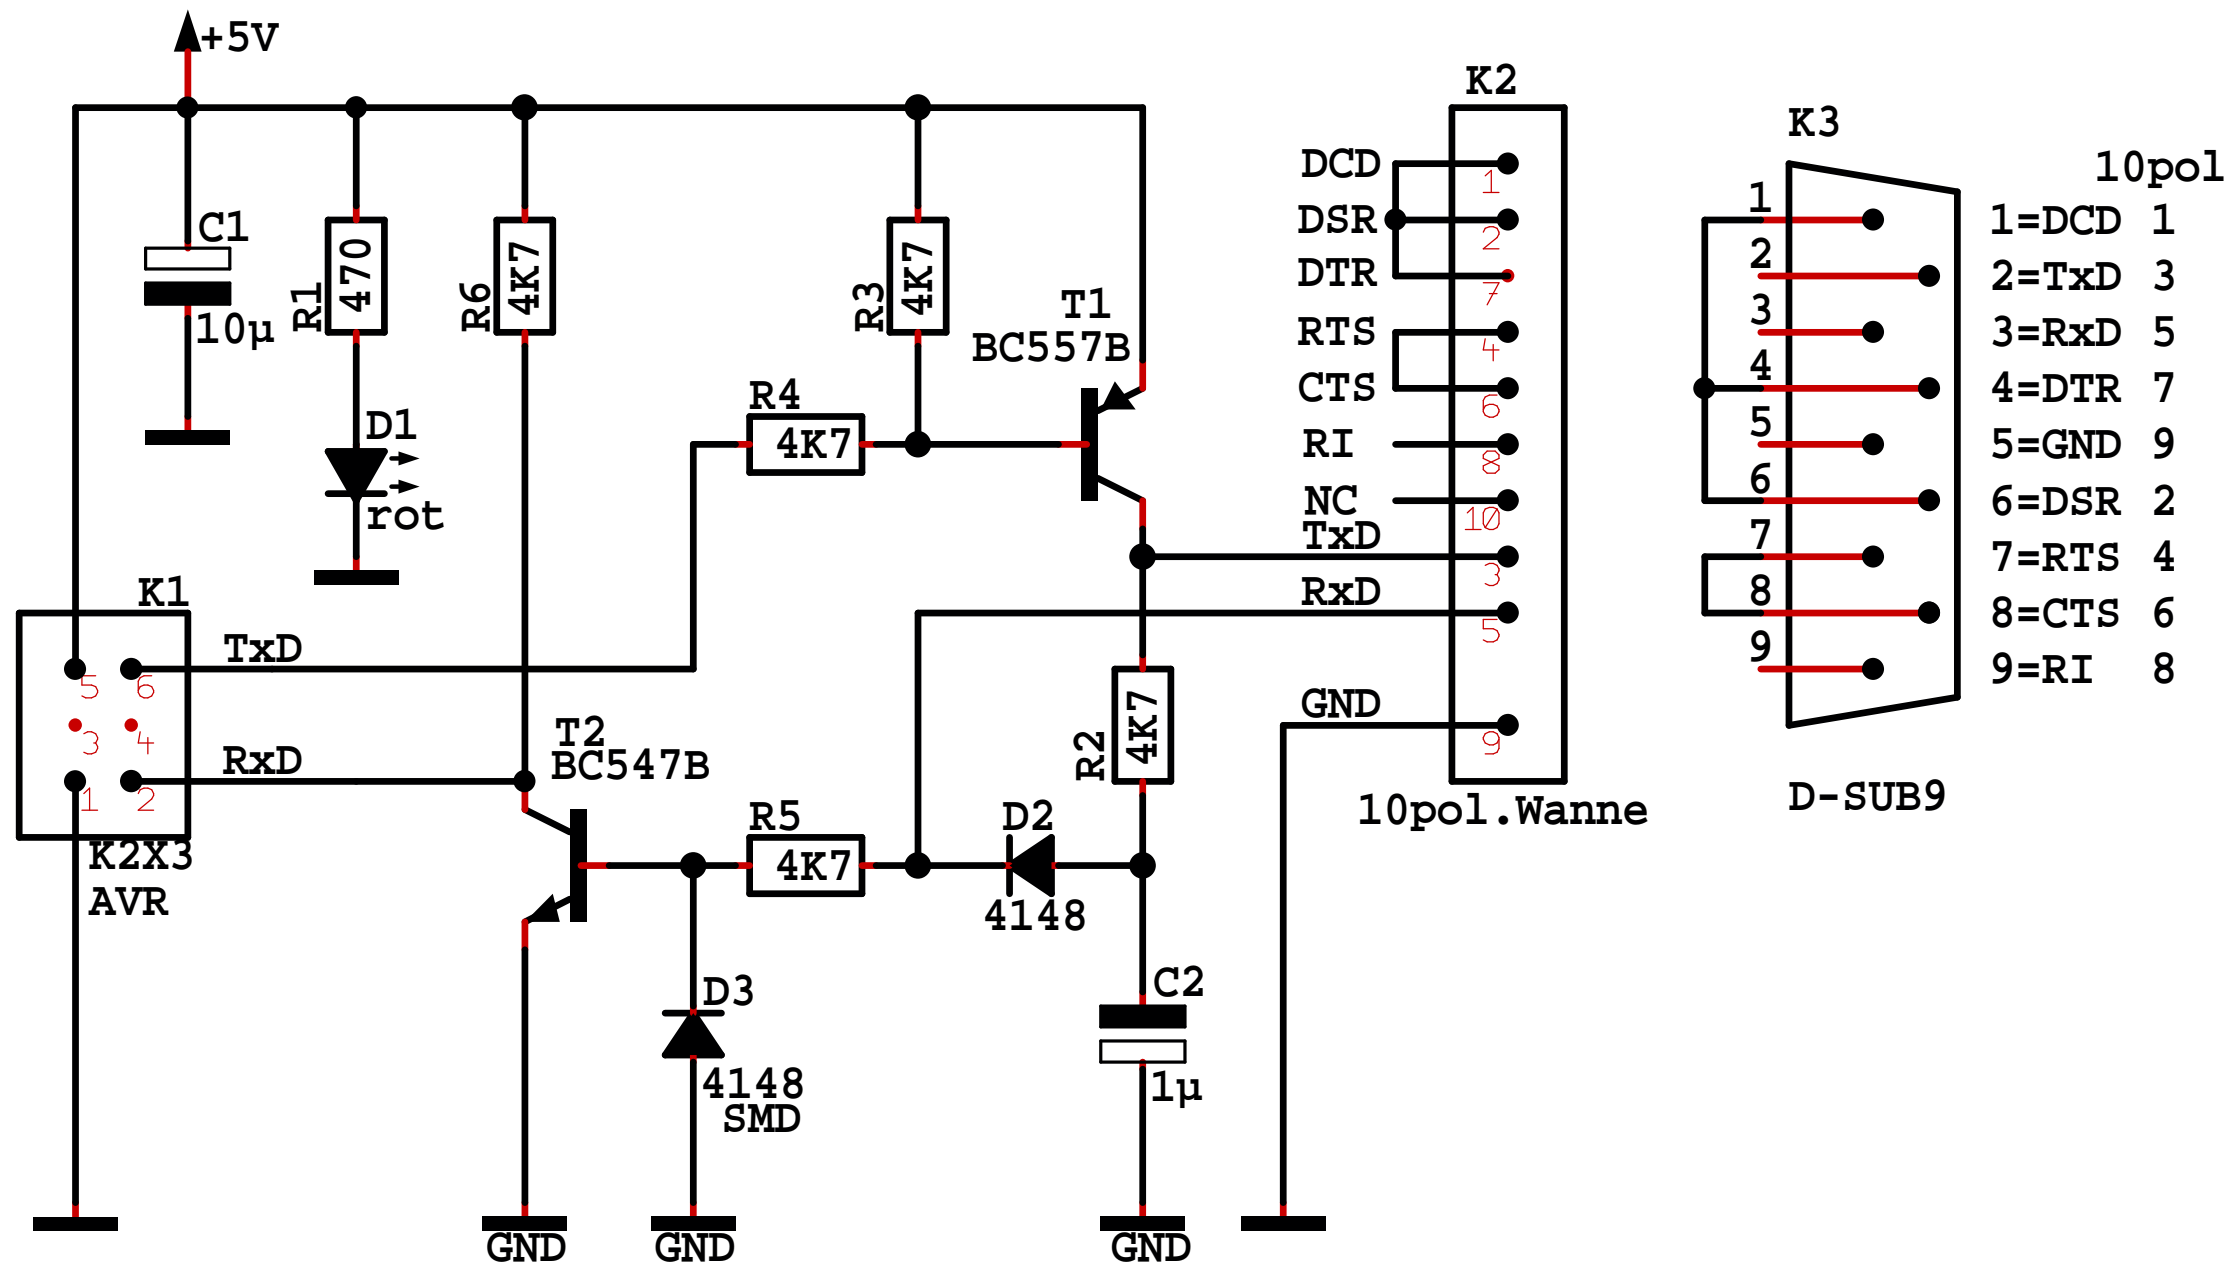 +5V
C1
10µ
R1
470
D1
rot
R6
4K7
R3
4K7
R4
4K7
T1
BC557B
K1
TxD
RxD
5
6
3
4
1
2
K2X3
AVR
T2
BC547B
R5
4K7
D2
4148
R2
4K7
D3
4148
SMD
C2
1µ
GND
GND
GND
K2
DCD
1
DSR
2
DTR
7
RTS
4
CTS
6
RI
8
NC
10
TxD
3
RxD
5
GND
9
10pol.Wanne
K3
10pol
1
1=DCD 1
2
2=TxD 3
3
3=RxD 5
4
4=DTR 7
5
5=GND 9
6
6=DSR 2
7
7=RTS 4
8
8=CTS 6
9
9=RI 8
D-SUB9